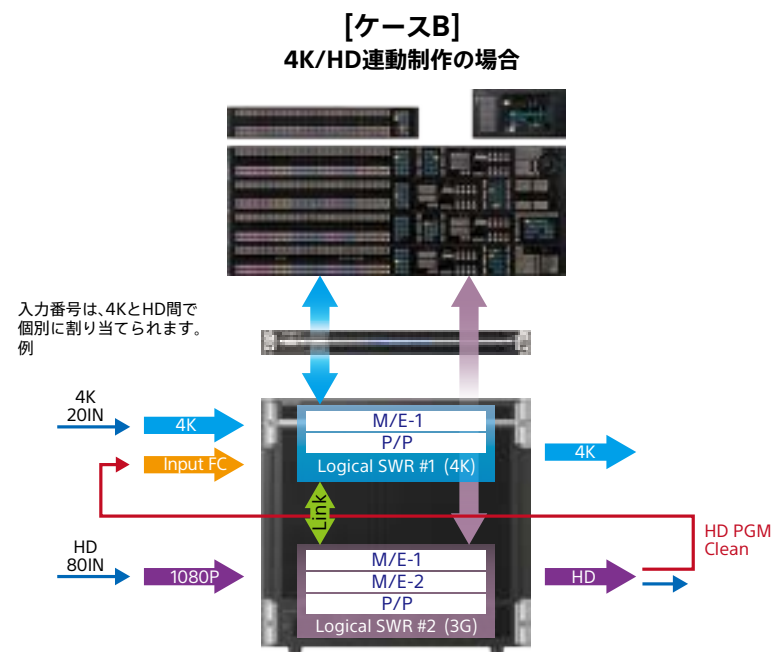 [ケースB]
4K/HD連動制作の場合
入力番号は、4KとHD間で
個別に割り当てられます。
例
4K
20IN
4K
Input FC
M/E-1
P/P
Logical SWR #1 (4K)
4K
Link
HD PGM
Clean
HD
80IN
1080P
M/E-1
M/E-2
P/P
Logical SWR #2 (3G)
HD